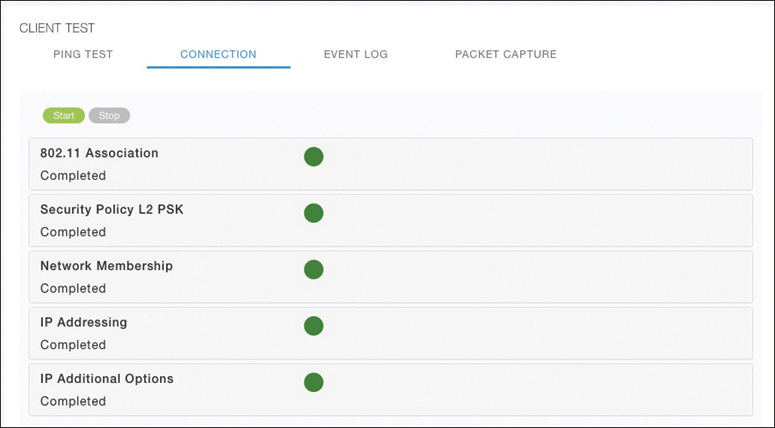 CLIENT TEST
PING TEST CONNECTION EVENT LOG PACKET CAPTURE
Start Stop
802.11 Association
Completed
Security Policy L2 PSK
Completed
Network Membership
Completed
IP Addressing
Completed
IP Additional Options
Completed